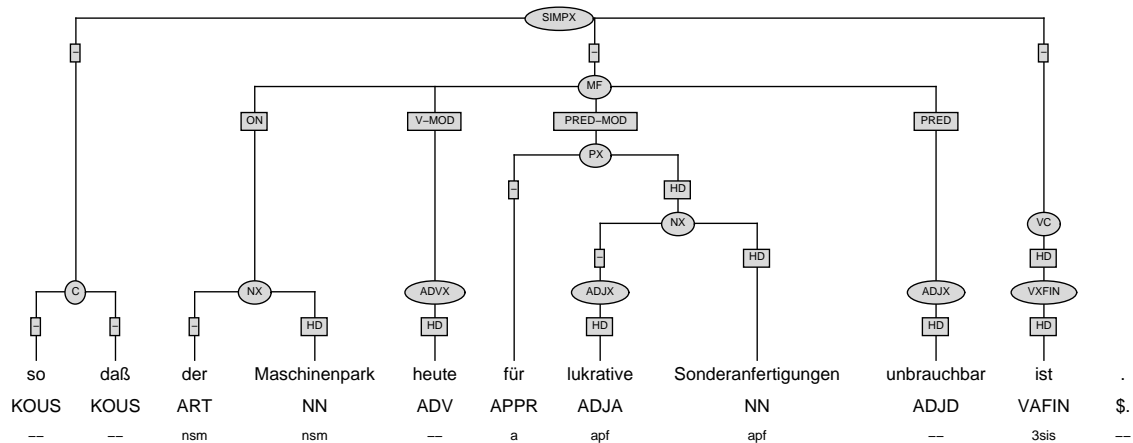 SIMPX
– – –
MF
ON V–MOD PRED–MOD PRED
PX
– HD
NX VC
– HD HD
C NX ADVX ADJX ADJX VXFIN
– – – HD HD HD HD HD
so daß der Maschinenpark heute für lukrative Sonderanfertigungen unbrauchbar ist .
KOUS KOUS ART NN ADV APPR ADJA NN ADJD VAFIN $.
–– –– nsm nsm –– a apf apf –– 3sis ––